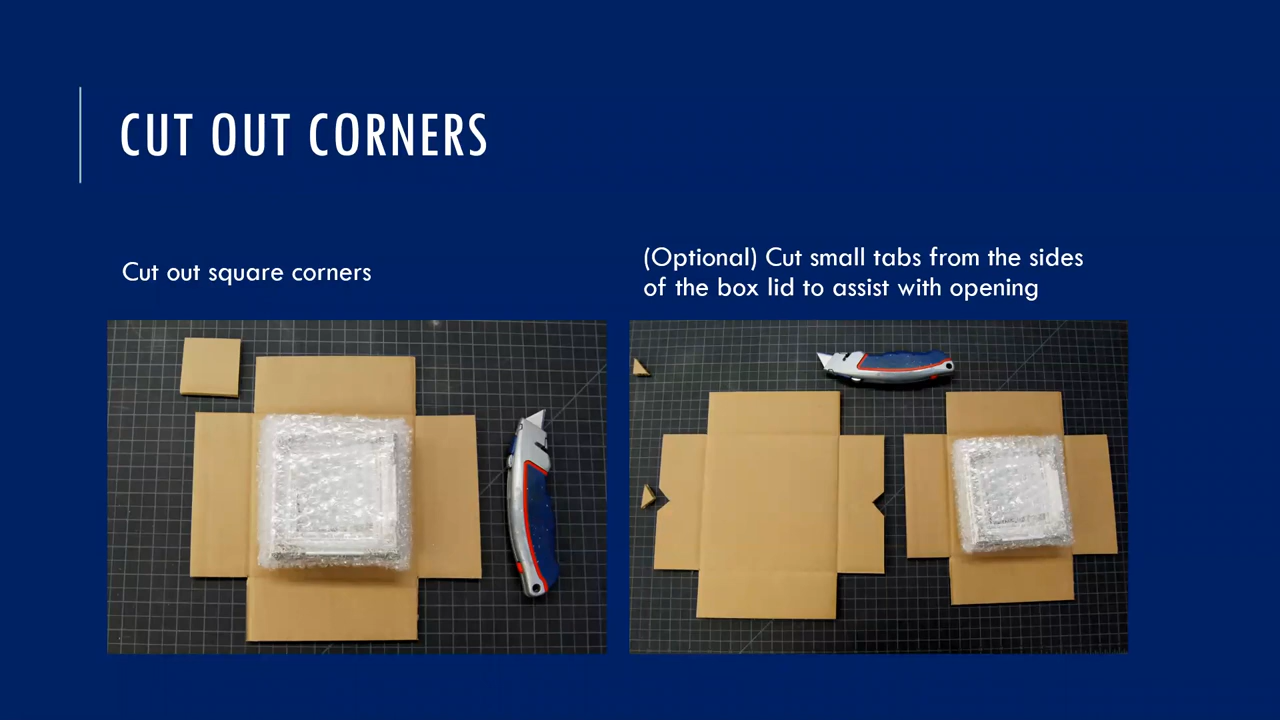 CUT OUT CORNERS
Cut out square corners
(Optional) Cut small tabs from the sides
of the box lid to assist with opening